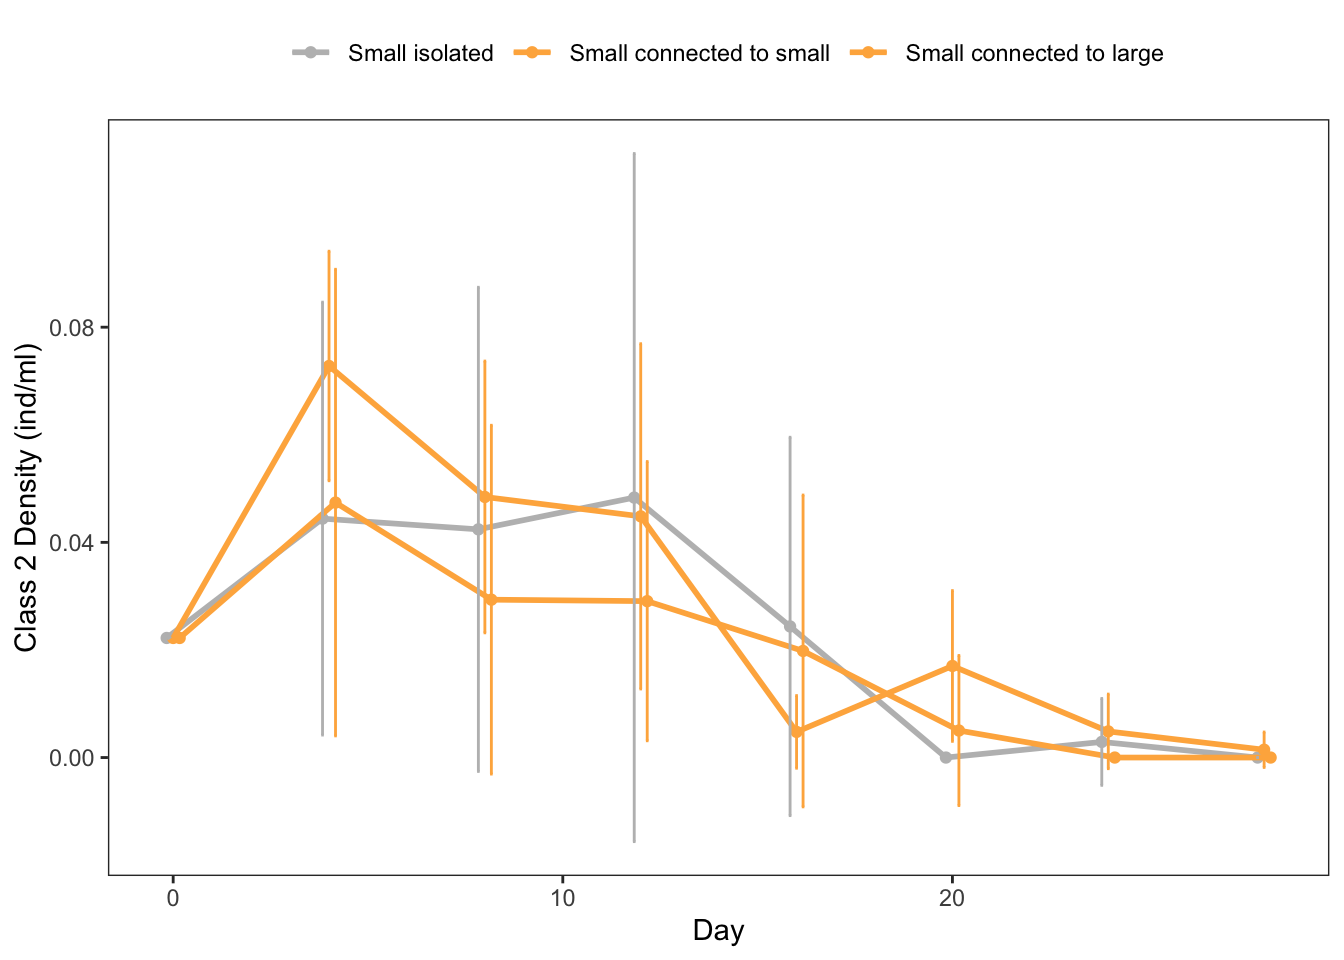 Small isolated Small connected to small Small connected to large
Class 2 Density (ind/ml)
0.08
0.04
0.00
0 10 20
Day